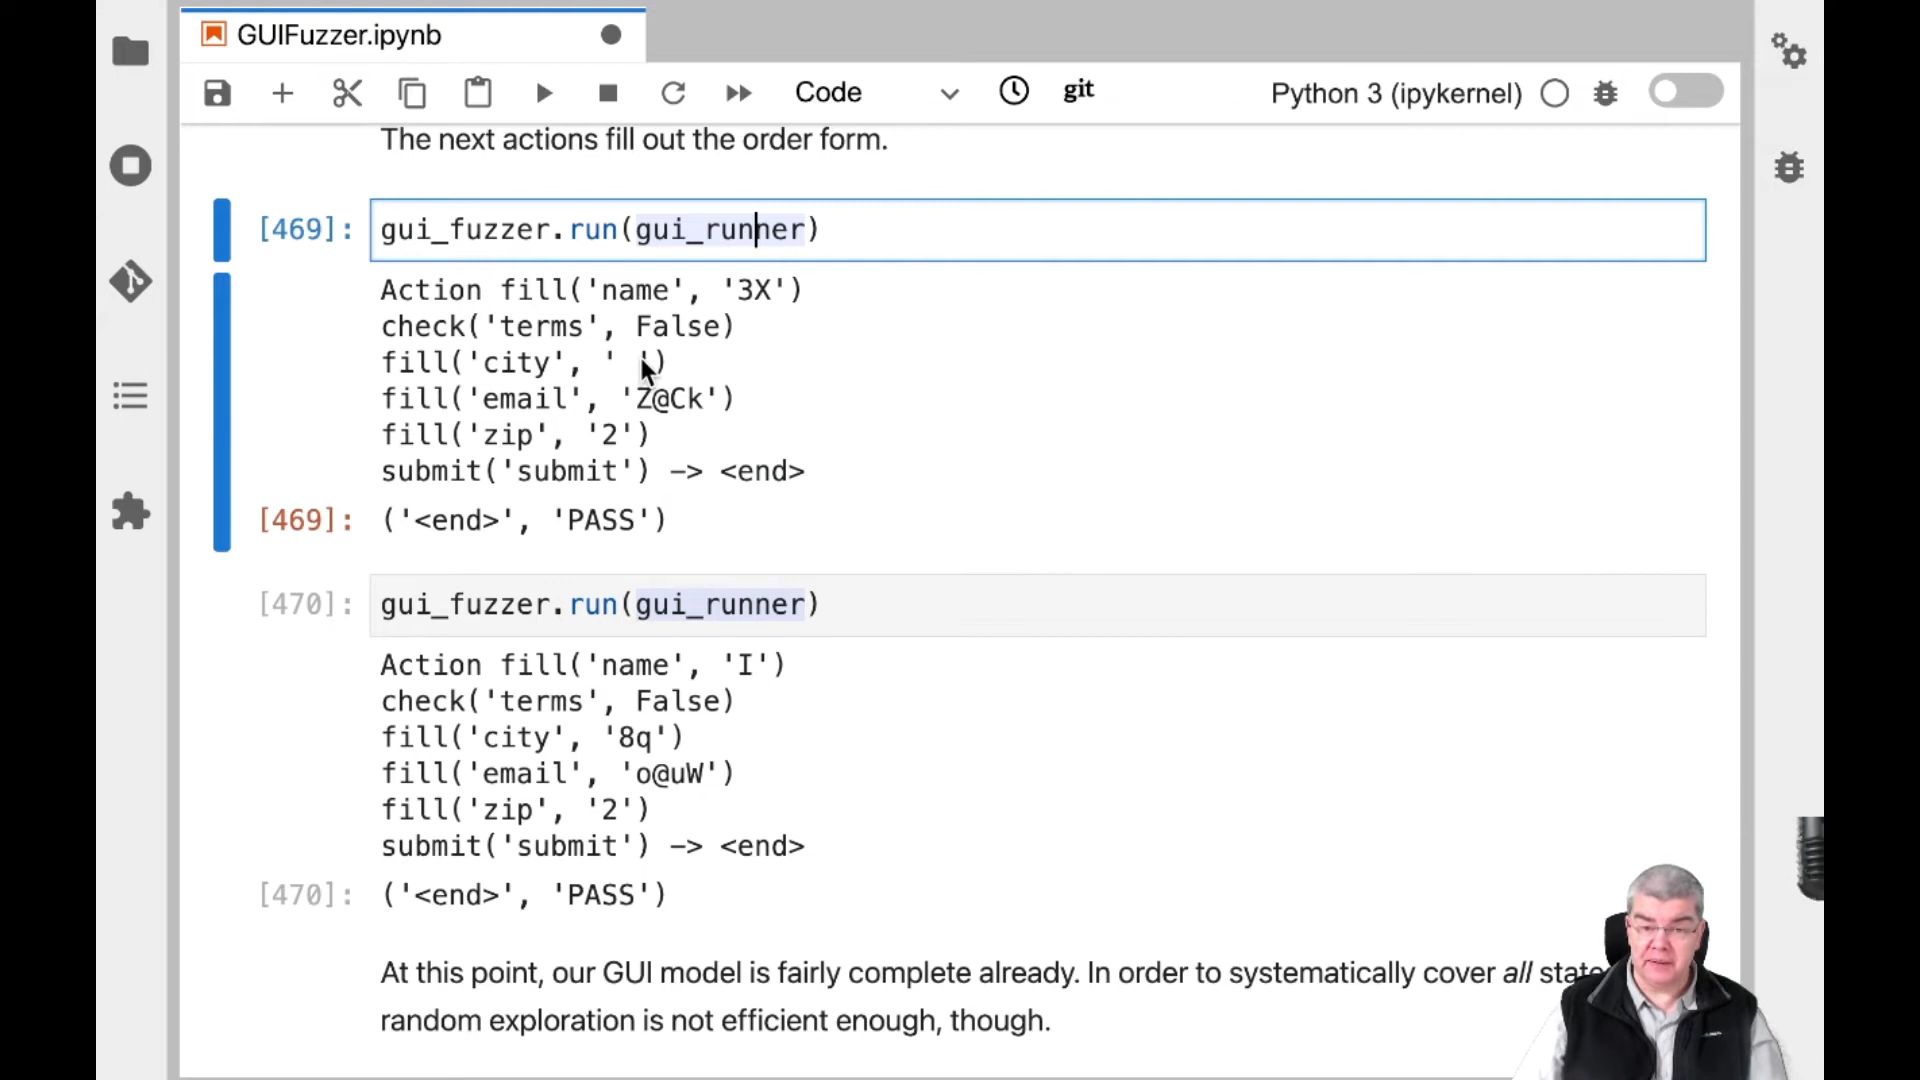 GUIFuzzer.ipynb
Code
git
Python 3 (ipykernel)
The next actions fill out the order form.
[469]: gui_fuzzer.run(gui_runner)
Action fill('name', '3X')
check('terms', False)
fill('city', ' ')
fill('email', 'Z@Ck')
fill('zip', '2')
submit('submit') -> <end>
[469]: ('<end>', 'PASS')
[470]: gui_fuzzer.run(gui_runner)
Action fill('name', 'I')
check('terms', False)
fill('city', '8q')
fill('email', 'o@uW')
fill('zip', '2')
submit('submit') -> <end>
[470]: ('<end>', 'PASS')
At this point, our GUI model is fairly complete already. In order to systematically cover all
random exploration is not efficient enough, though.